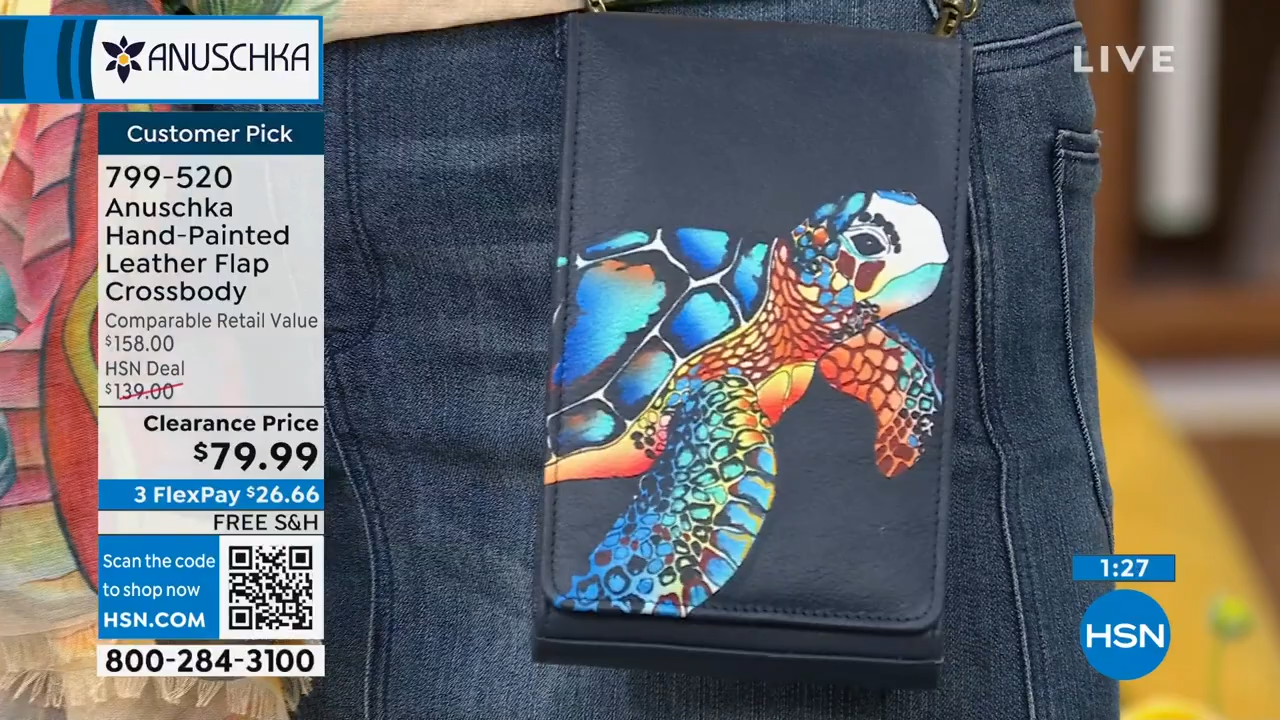 ANUSCHKA
Customer Pick
799-520
Anuschka
Hand-Painted
Leather Flap
Crossbody
Comparable Retail Value
$158.00
HSN Deal
$139.00
Clearance Price
$79.99
3 FlexPay $26.66
FREE S&H
Scan the code
to shop now
HSN.COM
800-284-3100
LIVE
1:27
HSN